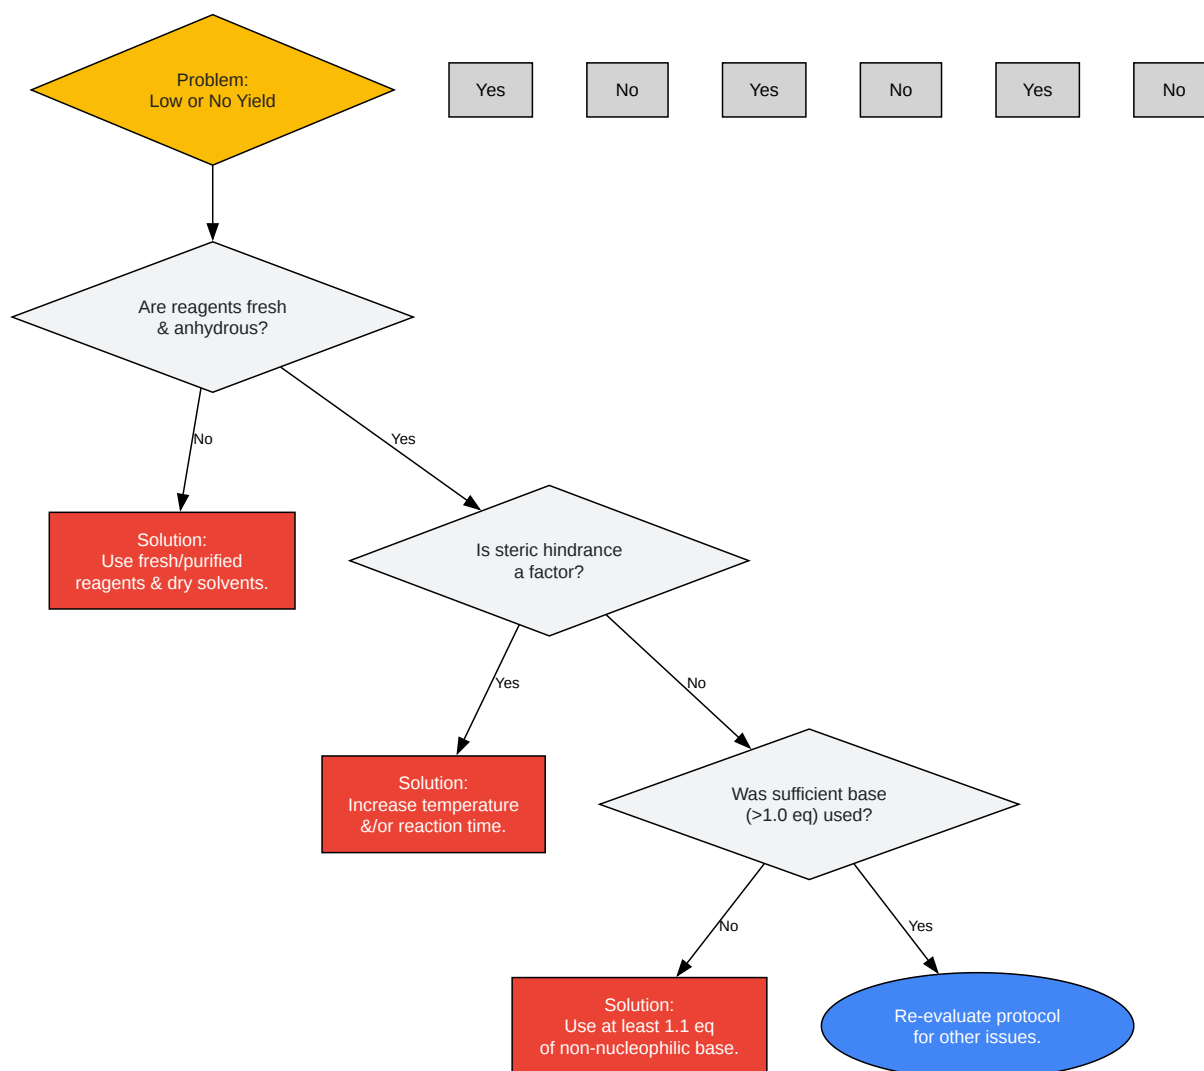 Problem:
Low or No Yield
Yes
No
Yes
No
Yes
No
Are reagents fresh
& anhydrous?
No
Yes
Solution:
Use fresh/purified
reagents & dry solvents.
Is steric hindrance
a factor?
Yes
No
Solution:
Increase temperature
&/or reaction time.
Was sufficient base
(>1.0 eq) used?
No
Yes
Solution:
Use at least 1.1 eq
of non-nucleophilic base.
Re-evaluate protocol
for other issues.